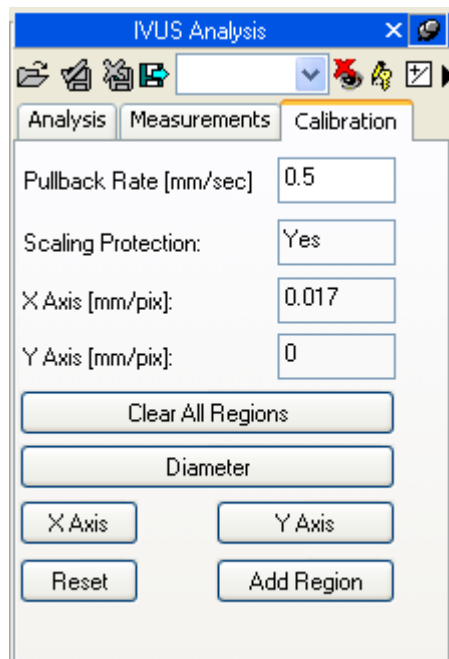 IVUS Analysis
Analysis Measurements Calibration
Pullback Rate [mm/sec] 0.5
Scaling Protection: Yes
X Axis [mm/pix]: 0.017
Y Axis [mm/pix]: 0
Clear All Regions
Diameter
X Axis Y Axis
Reset Add Region